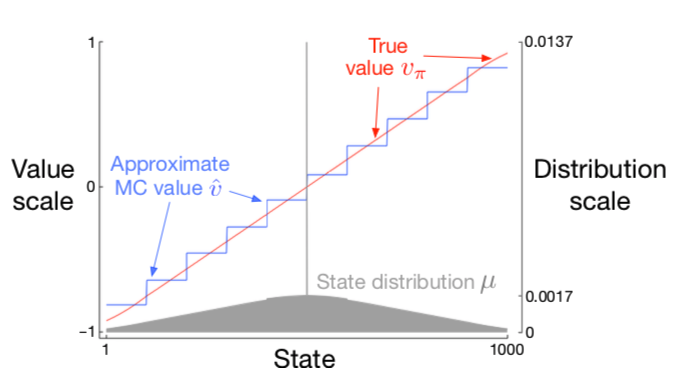 1
0.0137
True
value vπ
Value
scale
Approximate
MC value v̂
0
Distribution
scale
State distribution μ
0.0017
−1
0
1
State
1000